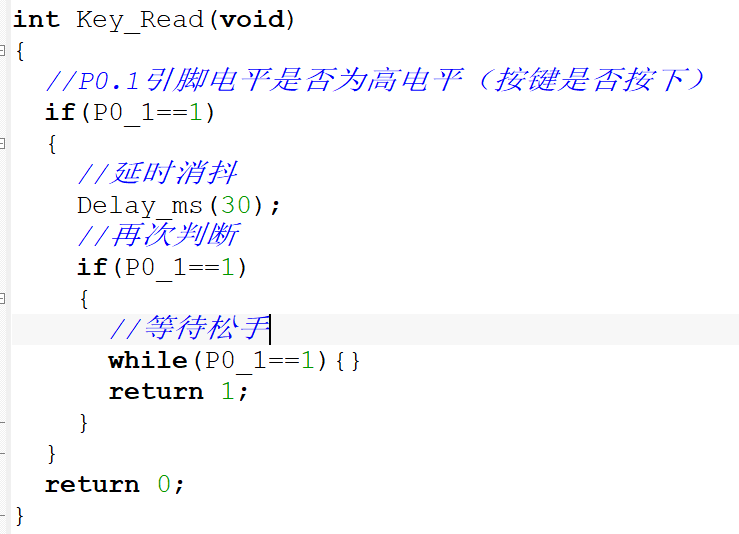 int Key_Read(void)
{
  //P0.1引脚电平是否为高电平（按键是否按下）
  if(P0_1==1)
  {
    //延时消抖
    Delay_ms(30);
    //再次判断
    if(P0_1==1)
    {
      //等待松手
      while(P0_1==1){}
      return 1;
    }
  }
  return 0;
}